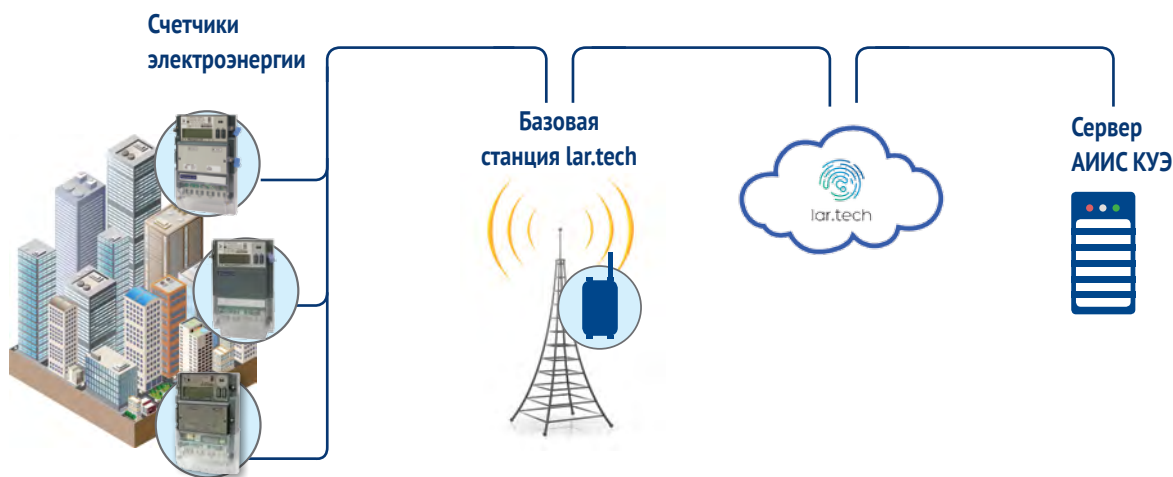 Счетчики
электроэнергии
Базовая
станция lar.tech
lar.tech
Сервер
АИИС КУЭ